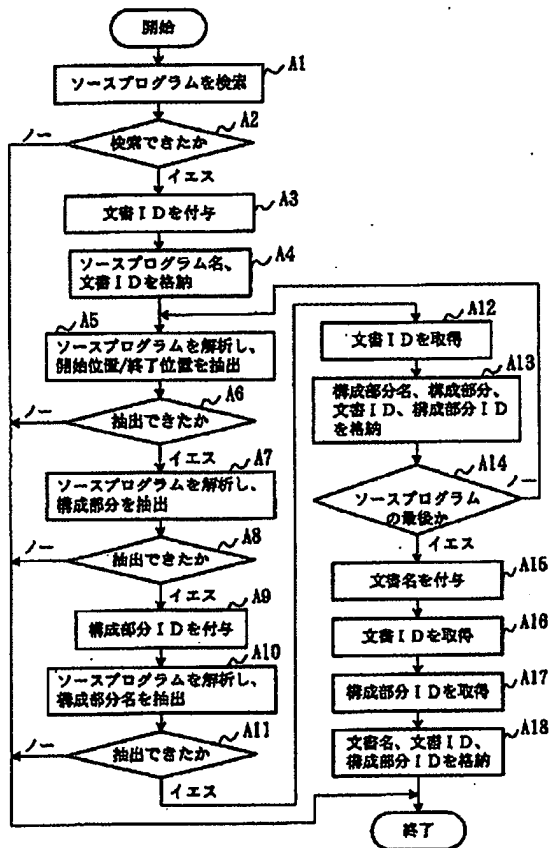 開始
A1
ソースプログラムを検索
A2
検索できたか
ノー
イエス
A3
文書IDを付与
A4
ソースプログラム名、
文書IDを格納
A5
ソースプログラムを解析し、
開始位置/終了位置を抽出
A6
抽出できたか
ノー
イエス
A7
ソースプログラムを解析し、
構成部分を抽出
A8
抽出できたか
ノー
イエス
A9
構成部分IDを付与
A10
ソースプログラムを解析し、
構成部分名を抽出
A11
抽出できたか
ノー
イエス
A12
文書IDを取得
A13
構成部分名、構成部分、
文書ID、構成部分ID
を格納
A14
ソースプログラム
の最後か
ノー
イエス
A15
文書名を付与
A16
文書IDを取得
A17
構成部分IDを取得
A18
文書名、文書ID、
構成部分IDを格納
終了